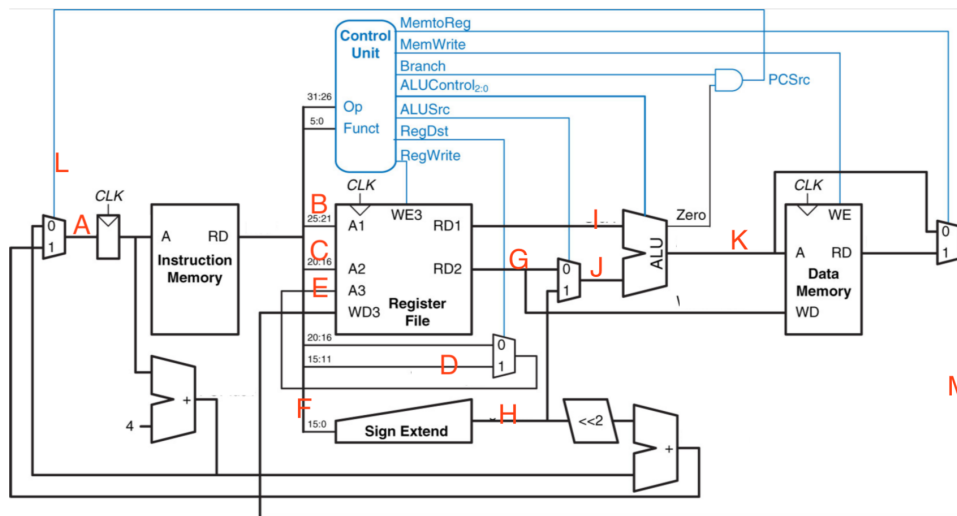 MemtoReg
Control
Unit
MemWrite
Branch
PCSrc
ALUControl2:0
31:26
Op
ALUSrc
5:0
Funct
RegDst
RegWrite
L
CLK
CLK
CLK
B
A
0
1
A
RD
Instruction
Memory
25:21
A1
WE3
RD1
I
Zero
WE
0
1
C
20:16
A2
RD2
G
0
1
J
ALU
K
A
RD
Data
Memory
E
A3
WD3
Register
File
WD
20:16
0
15:11
D
1
M
+
4
F
15:0
Sign Extend
H
<<2
+